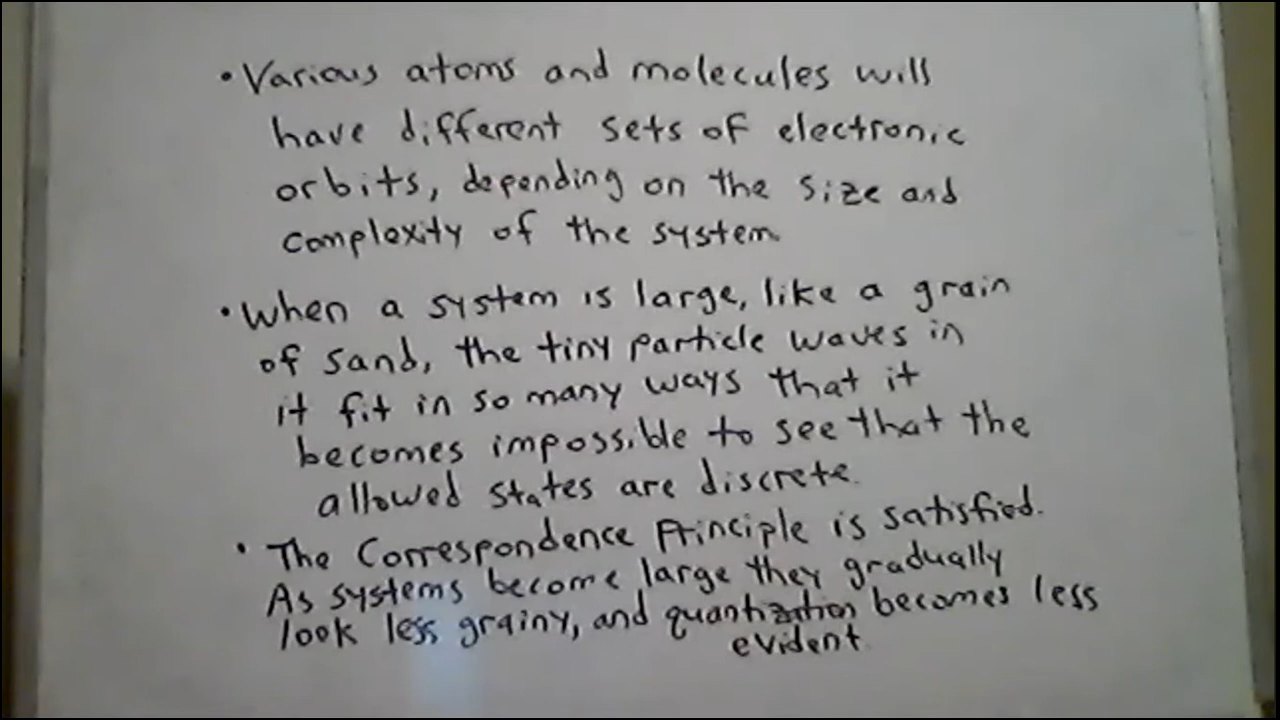 • Various atoms and molecules will
have different sets of electronic
orbits, depending on the size and
complexity of the system.
• When a system is large, like a grain
of sand, the tiny particle waves in
it fit in so many ways that it
becomes impossible to see that the
allowed states are discrete.
• The Correspondence Principle is satisfied.
As systems become large they gradually
look less grainy, and quantization becomes less
evident.